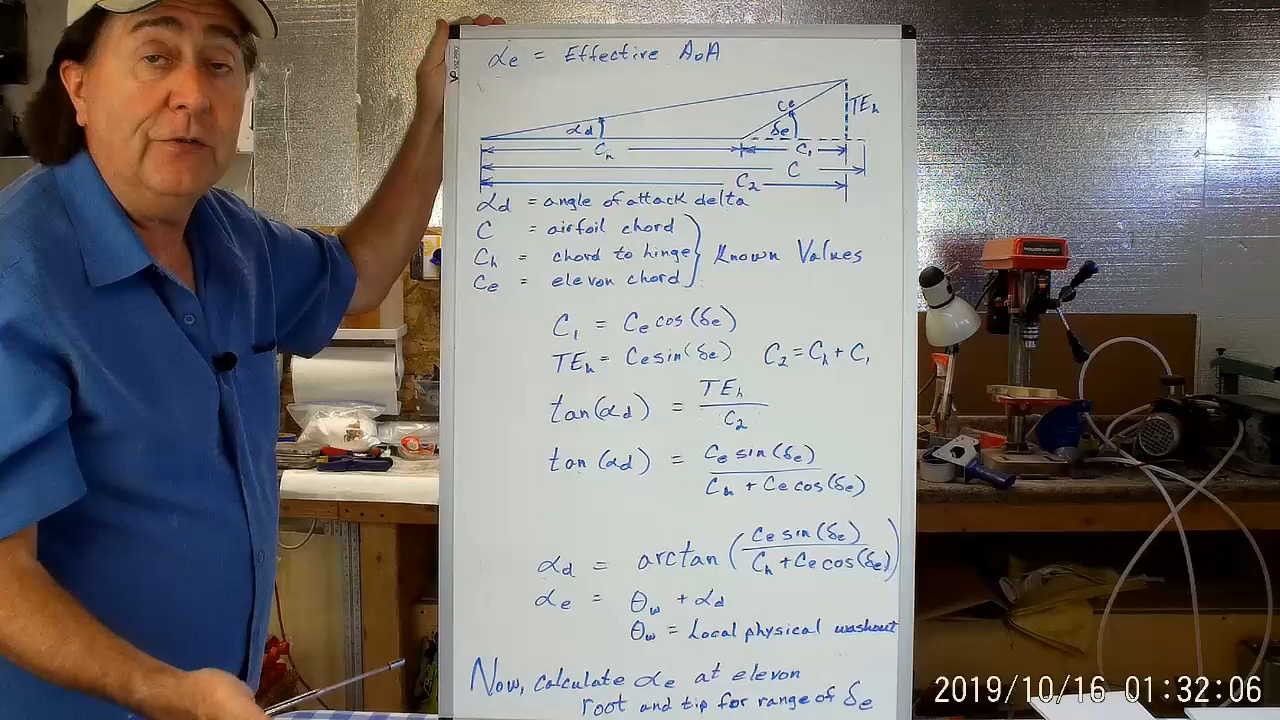 αe = Effective AoA
Ce
TEh
αd
δe
Ch
C1
C
C2
αd = angle of attack delta
C = airfoil chord
Ch = chord to hinge
Known Values
Ce = elevon chord
C1 = Ce cos(δe)
TEh = Ce sin(δe) C2 = Ch + C1
tan(αd) = TEh / C2
tan(αd) = Ce sin(δe) / Ch + Ce cos(δe)
αd = arctan (Ce sin(δe) / Ch + Ce cos(δe))
αe = θw + αd
θw = Local physical washout
Now, calculate αe at elevon
root and tip for range of δe
2019/10/16 01:32:06